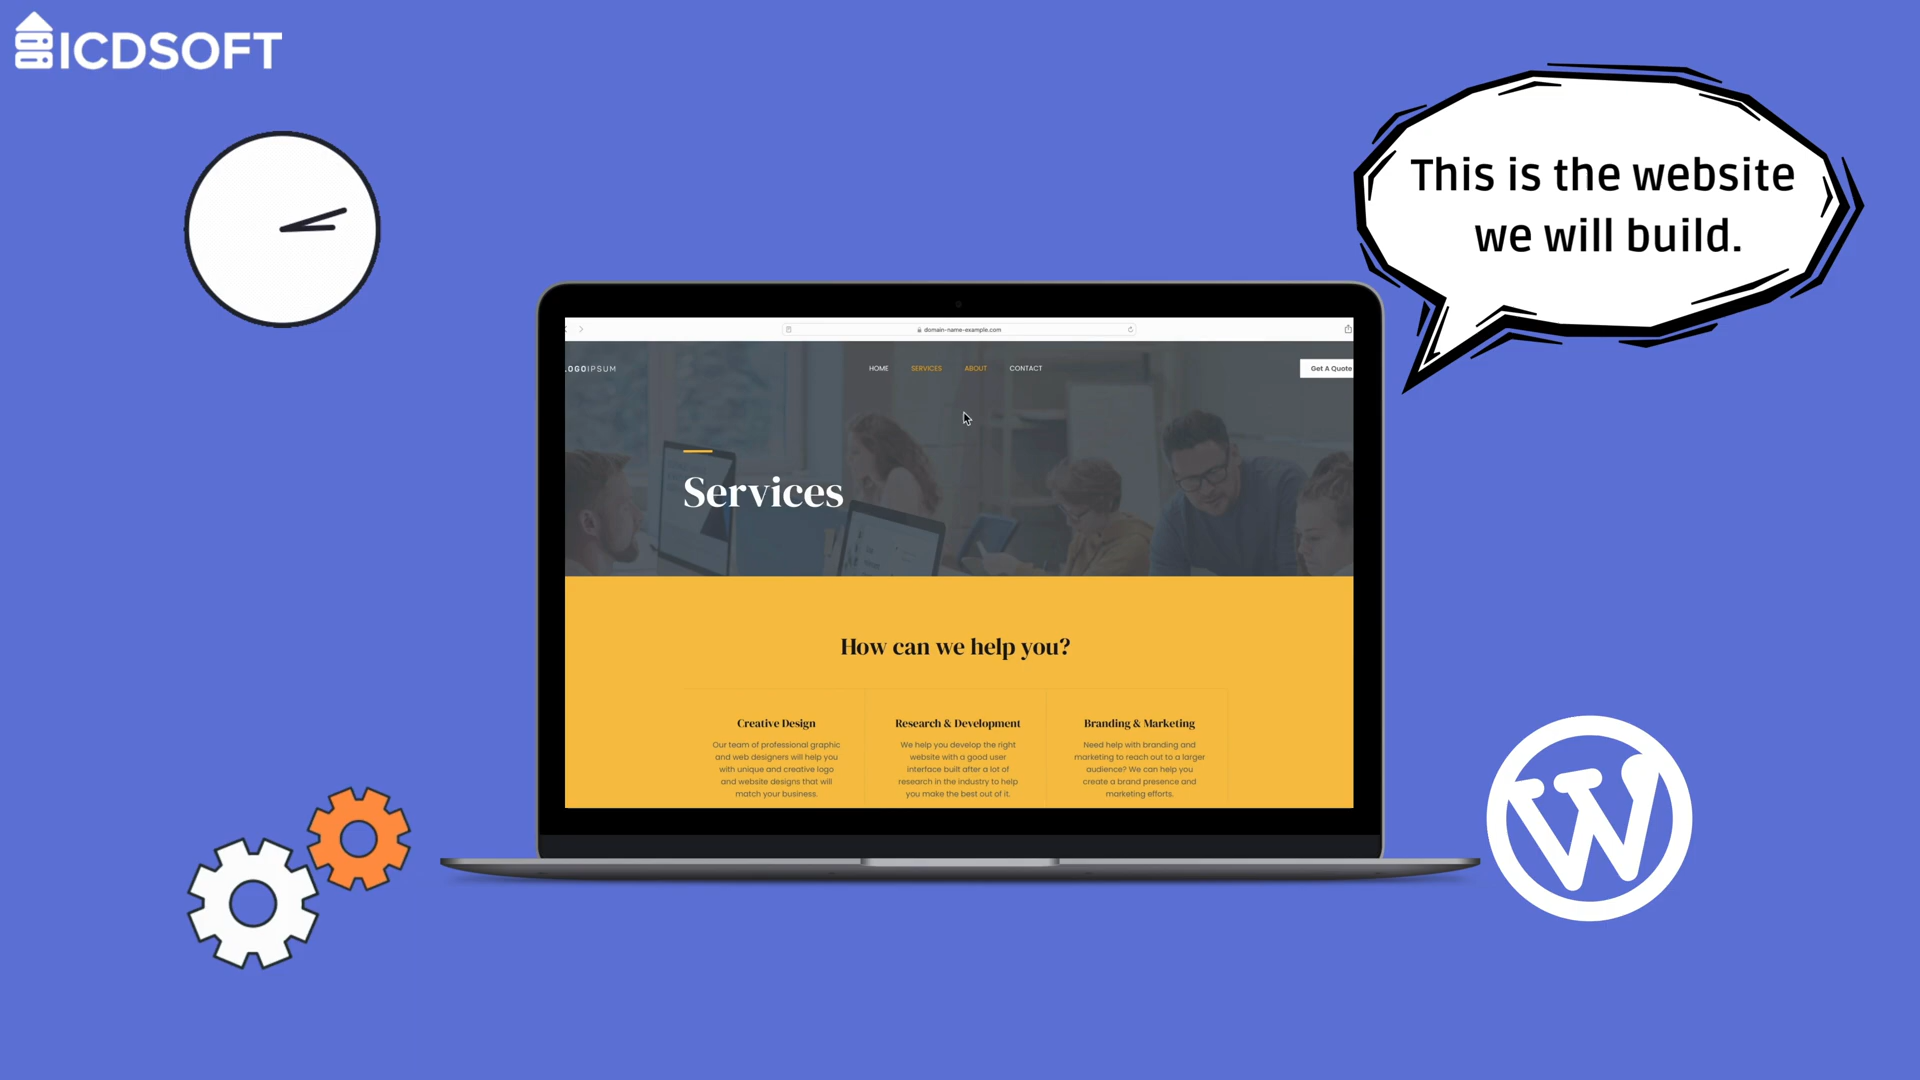 ICDSOFT
This is the website
we will build.
domain-name-example.com
LOGOIPSUM
HOME
SERVICES
ABOUT
CONTACT
Get A Quote
Services
How can we help you?
Creative Design
Our team of professional graphic
and web designers will help you
with unique and creative logo
and website designs that will
match your business.
Research & Development
We help you develop the right
website with a good user
interface built after a lot of
research in the industry to help
you make the best out of it.
Branding & Marketing
Need help with branding and
marketing to reach out to a larger
audience? We can help you
create a brand presence and
marketing efforts.